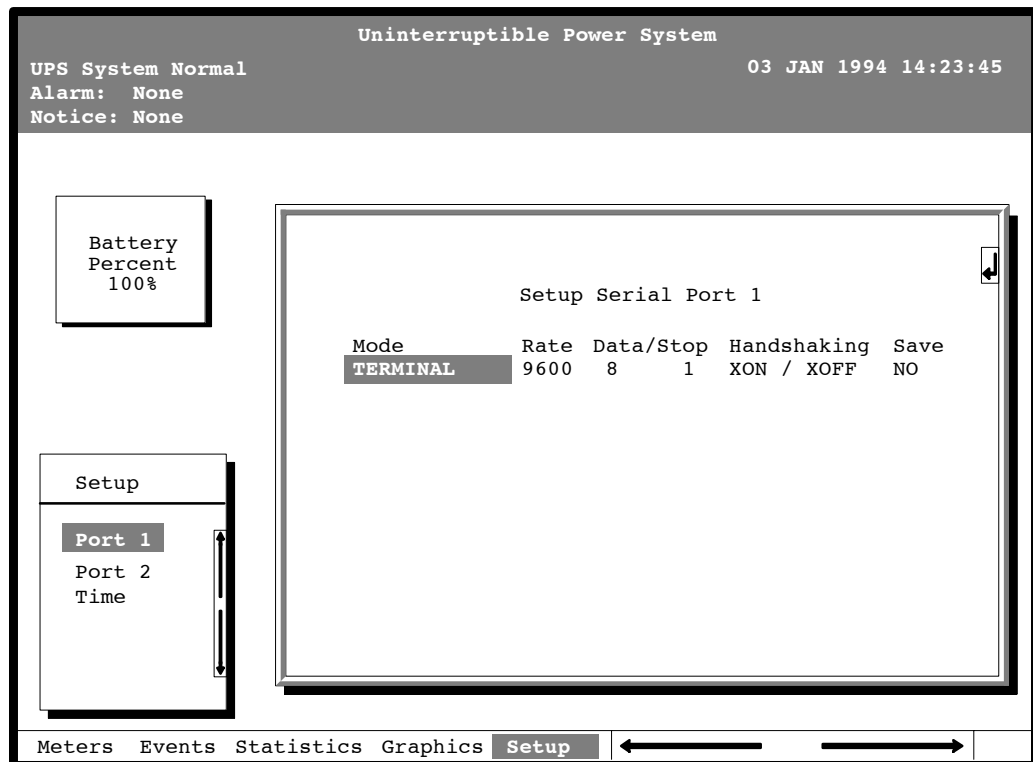 Uninterruptible Power System
UPS System Normal 03 JAN 1994 14:23:45
Alarm: None
Notice: None
Battery
Percent
100%
Setup Serial Port 1
Mode Rate Data/Stop Handshaking Save
TERMINAL 9600 8 1 XON / XOFF NO
Setup
Port 1
Port 2
Time
Meters Events Statistics Graphics Setup